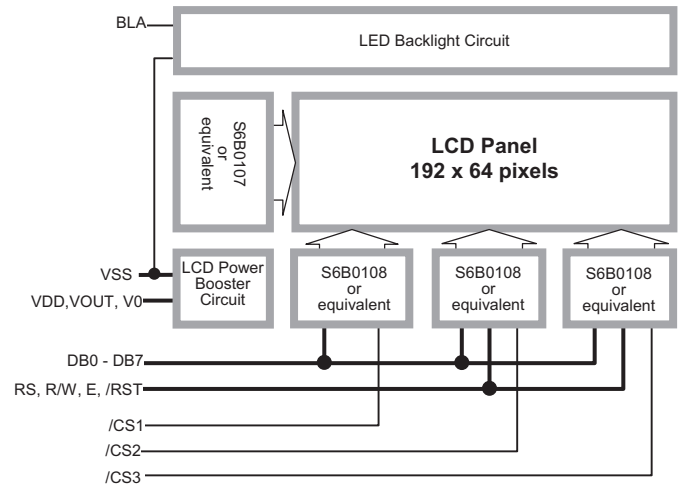 BLA
LED Backlight Circuit
S6B0107
or
equivalent
LCD Panel
192 x 64 pixels
VSS
VDD,VOUT, V0
LCD Power
Booster
Circuit
S6B0108
or
equivalent
S6B0108
or
equivalent
S6B0108
or
equivalent
DB0 - DB7
RS, R/W, E, /RST
/CS1
/CS2
/CS3